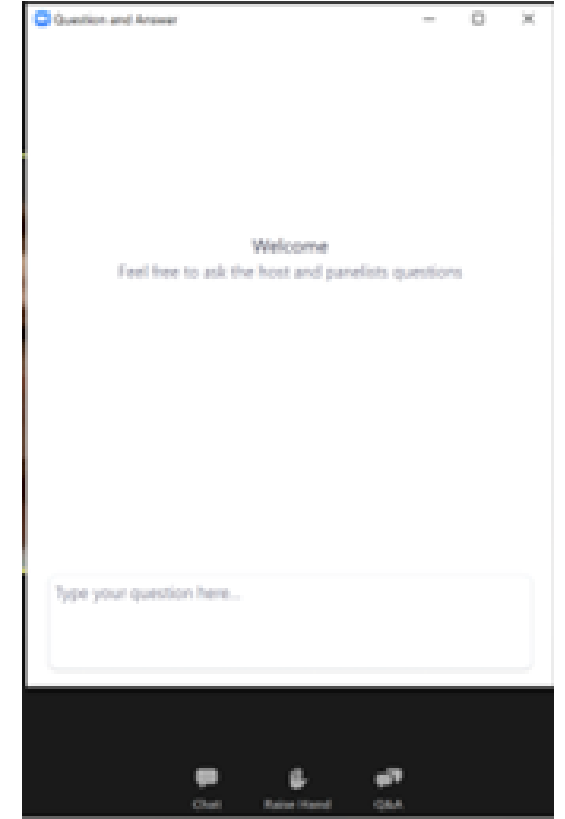 Question and Answer
Welcome
Feel free to ask the host and panelists questions
Type your question here...
Chat
Raise Hand
Q&A